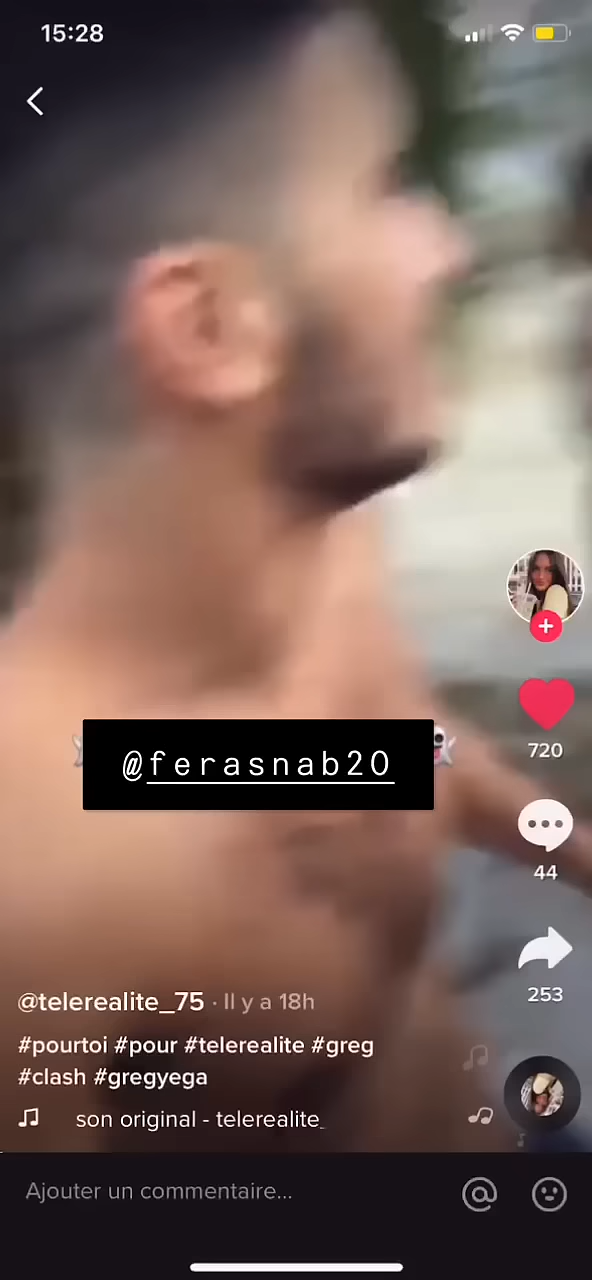 15:28
@ferasnab20
720
44
253
@telerealite_75 · Il y a 18h
#pourtoi #pour #telerealite #greg
#clash #gregyega
son original - telerealite_
Ajouter un commentaire...